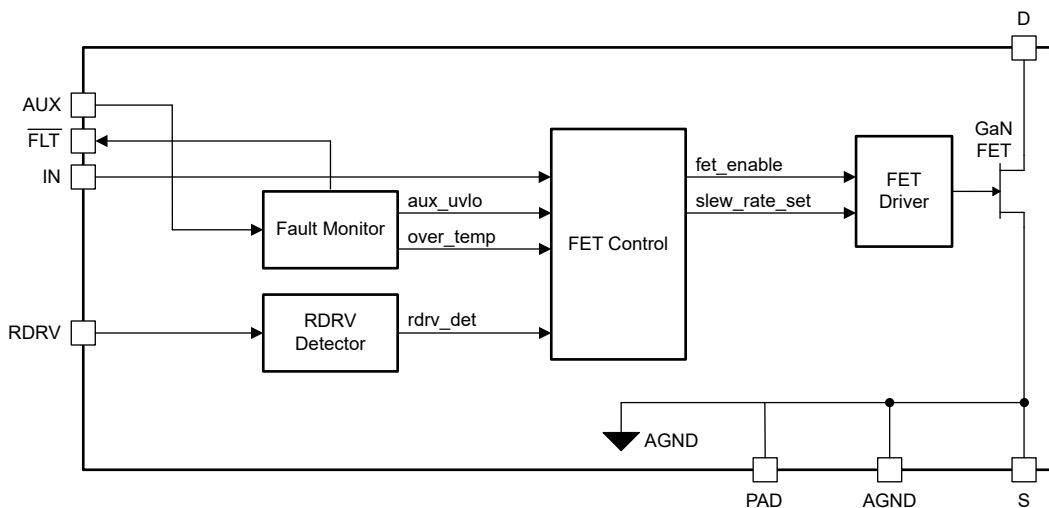 D
AUX
FLT
IN
GaN
FET
fet_enable
FET
Driver
aux_uvlo
slew_rate_set
Fault Monitor
over_temp
FET Control
RDRV
RDRV
Detector
rdrv_det
AGND
PAD
AGND
S